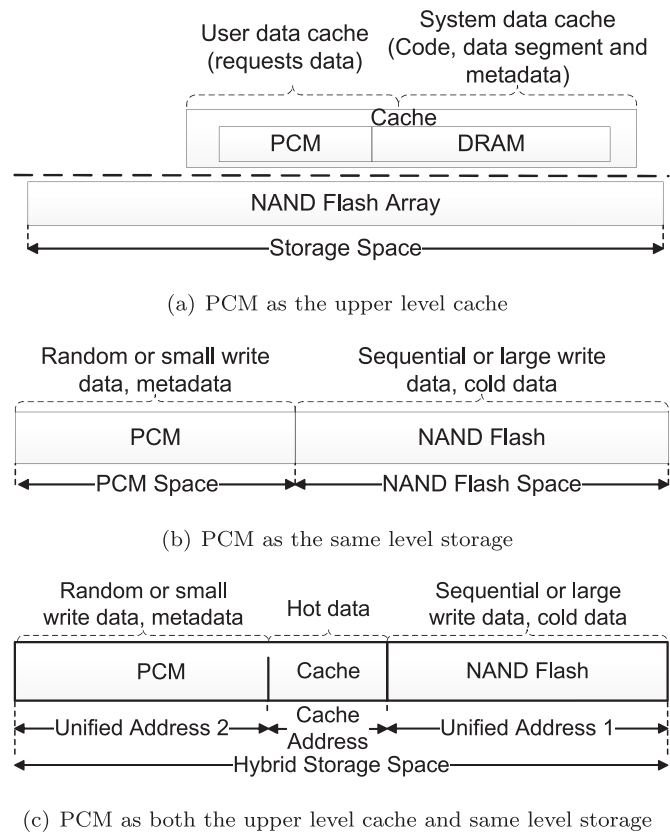 User data cache
(requests data)
System data cache
(Code, data segment and
metadata)
Cache
PCM
DRAM
NAND Flash Array
Storage Space
(a) PCM as the upper level cache
Random or small write
data, metadata
Sequential or large write
data, cold data
PCM
NAND Flash
PCM Space
NAND Flash Space
(b) PCM as the same level storage
Random or small
write data, metadata
Hot data
Sequential or large
write data, cold data
PCM
Cache
NAND Flash
Unified Address 2
Cache
Address
Unified Address 1
Hybrid Storage Space
(c) PCM as both the upper level cache and same level storage